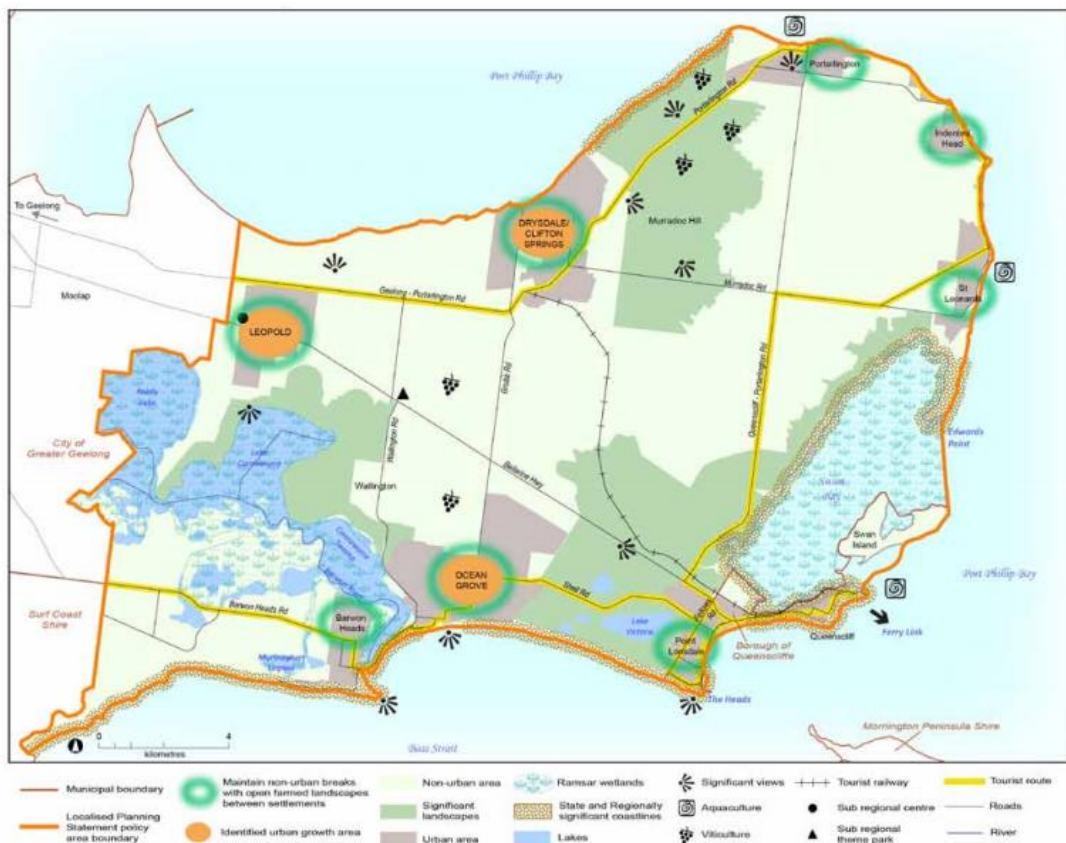 Port Phillip Bay
Portarlington
Portarlington Rd
Indented
Head
To Geelong
DRYSDALE/
CLIFTON
SPRINGS
Murradoc Hill
Moolap
Geelong - Portarlington Rd
Murradoc Rd
St
Leonards
LEOPOLD
Grubb Rd
Queenscliff - Portarlington Rd
Reedy
Lake
Wallington Rd
City of
Greater Geelong
Lake
Connewarre
Edwards
Point
Wallington
Bellarine Hwy
Swan
Bay
Swan
Island
OCEAN
GROVE
Shell Rd
Port Phillip Bay
Barwon Heads Rd
Surf Coast
Shire
Barwon
Heads
Lake
Victoria
Point
Lonsdale
Queenscliff
Borough of
Queenscliffe
Ferry Link
Murtnaghurt
Lagoon
The Heads
Mornington Peninsula Shire
0 4
kilometres
Bass Strait
Municipal boundary
Localised Planning
Statement policy
area boundary
Maintain non-urban breaks
with open farmed landscapes
between settlements
Identified urban growth area
Non-urban area
Significant
landscapes
Urban area
Ramsar wetlands
State and Regionally
significant coastlines
Lakes
Significant views
Aquaculture
Viticulture
Tourist railway
Sub regional centre
Sub regional
theme park
Tourist route
Roads
River